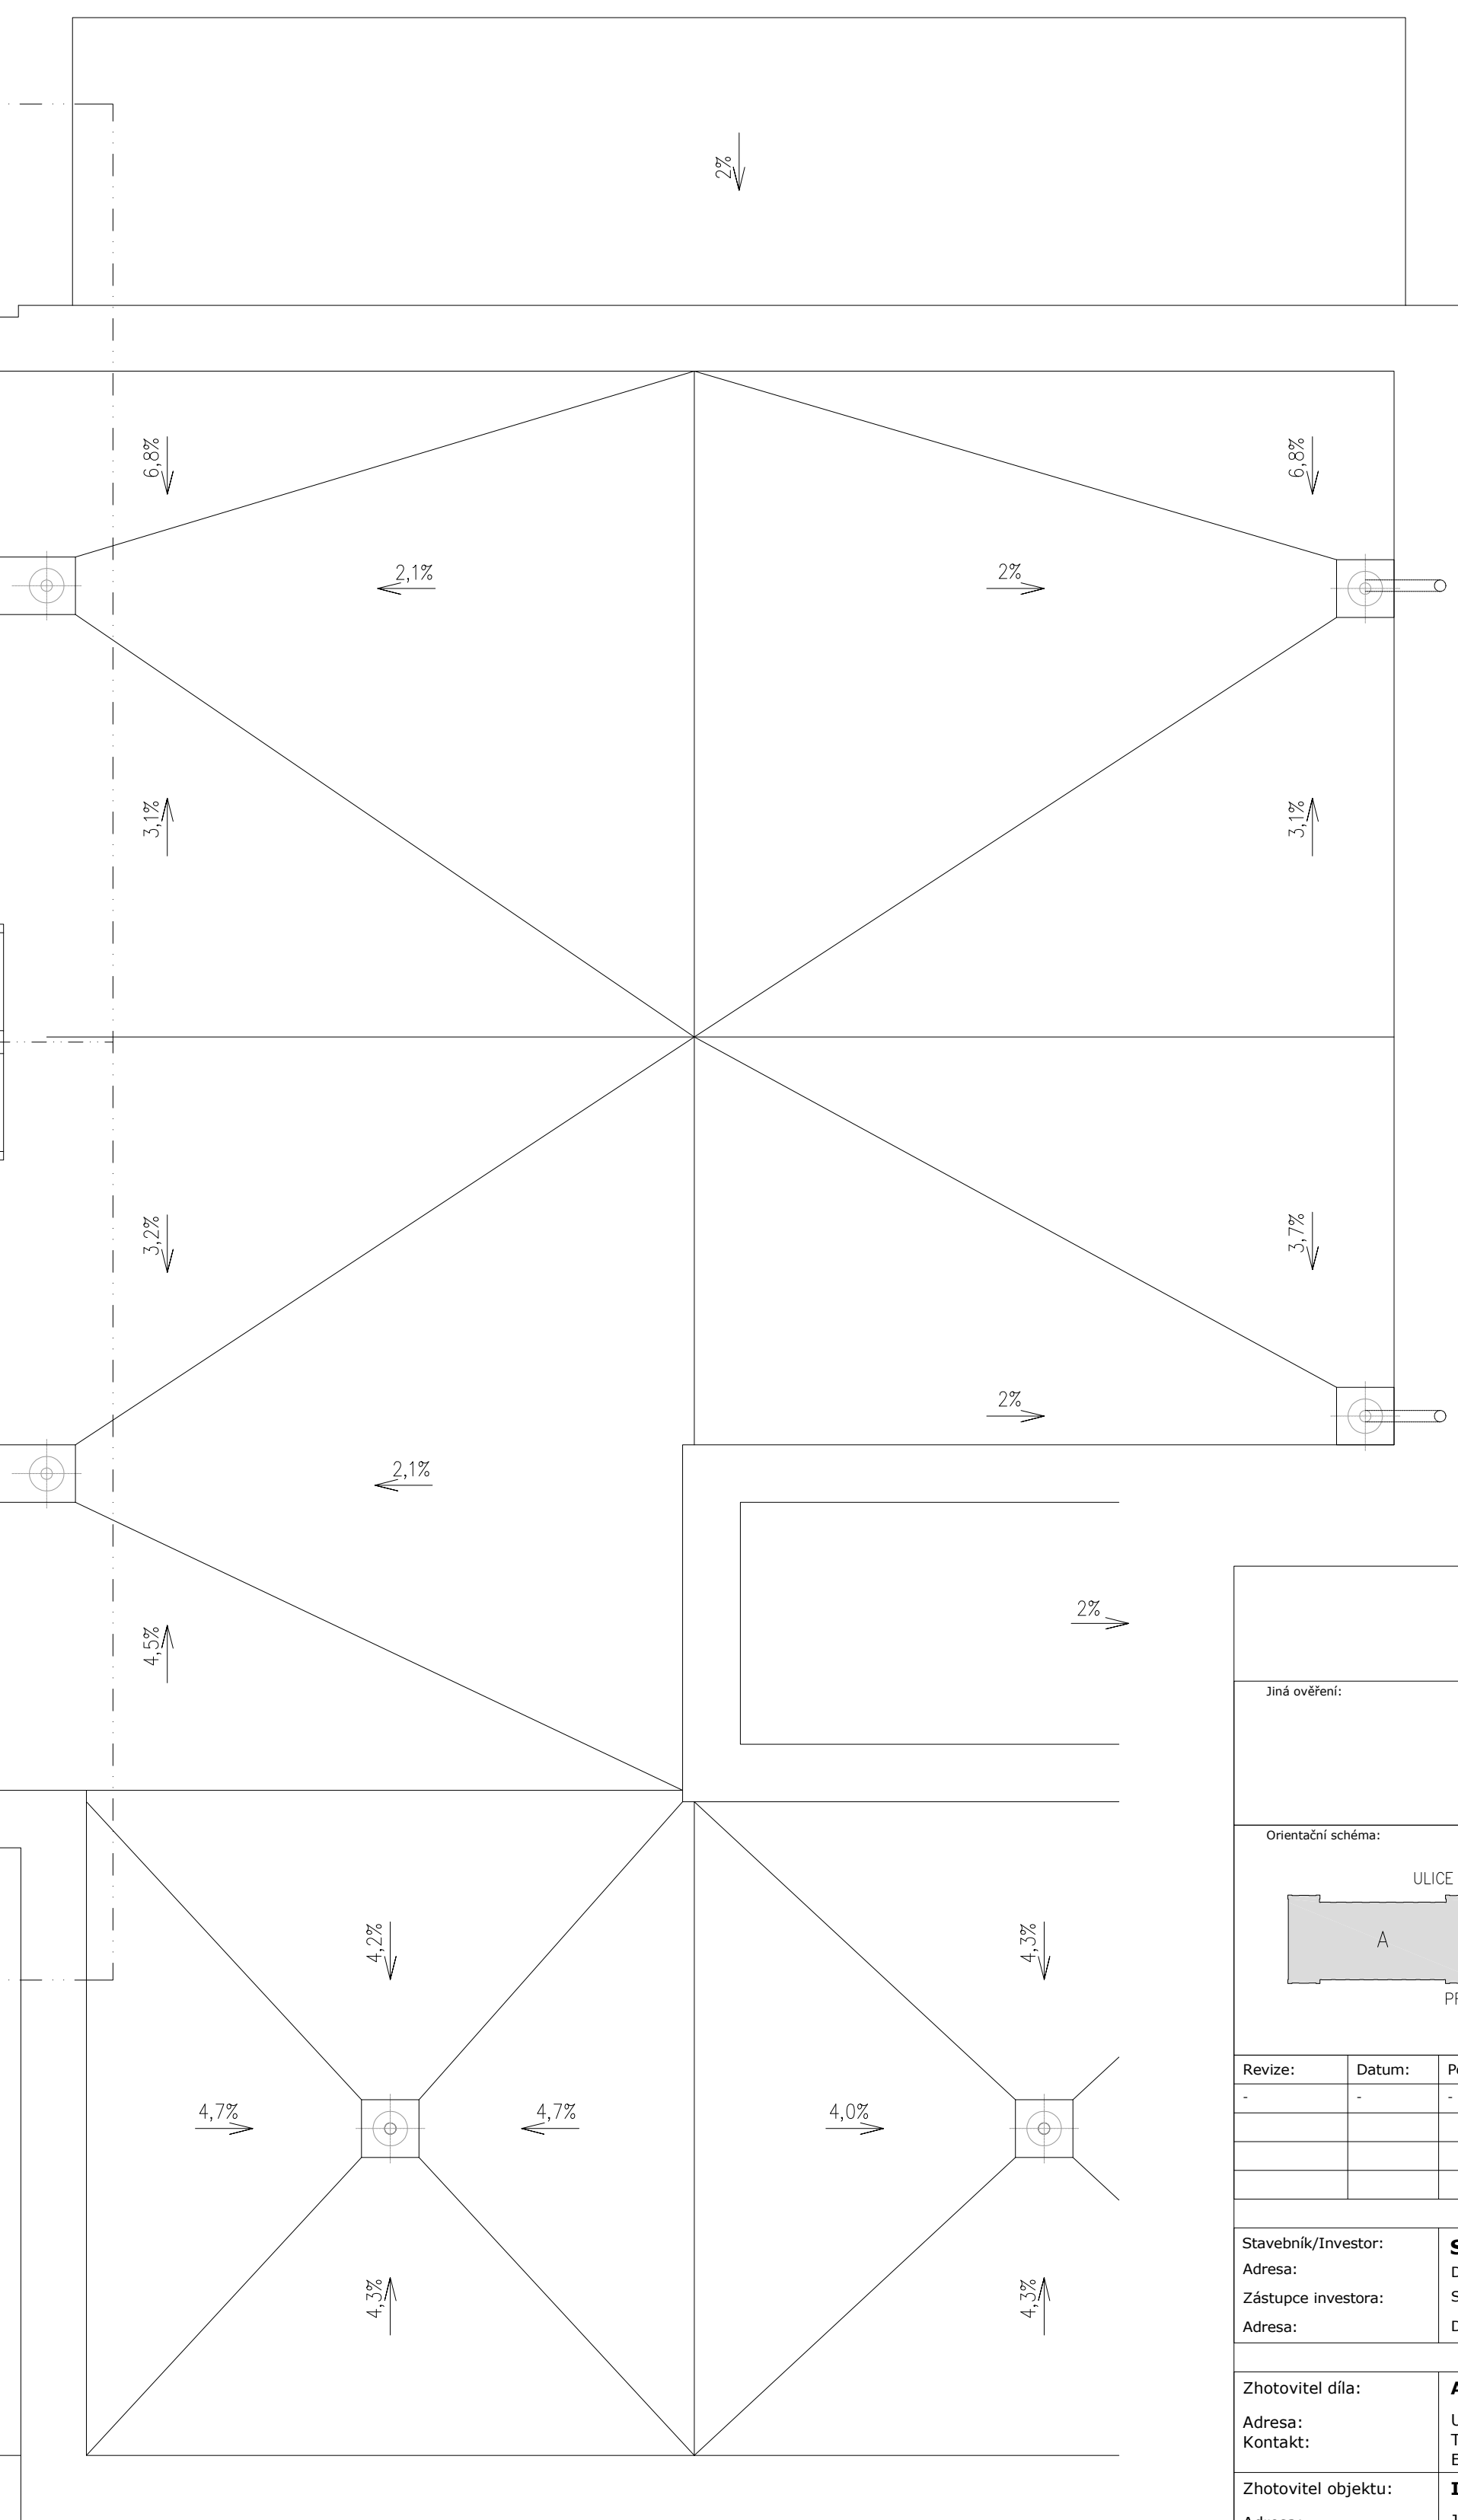 2%
6,8%
6,8%
2,1%
2%
3,1%
3,1%
3,2%
3,7%
2%
2,1%
2%
4,5%
Jiná ověření:
Orientační schéma:
ULICE
A
4,2%
4,3%
Revize: Datum:
- - -
4,7%
4,7%
4,0%
Stavebník/Investor:
Adresa:
Zástupce investora:
Adresa:
4,3%
4,3%
Zhotovitel díla:
Adresa:
Kontakt:
Zhotovitel objektu: